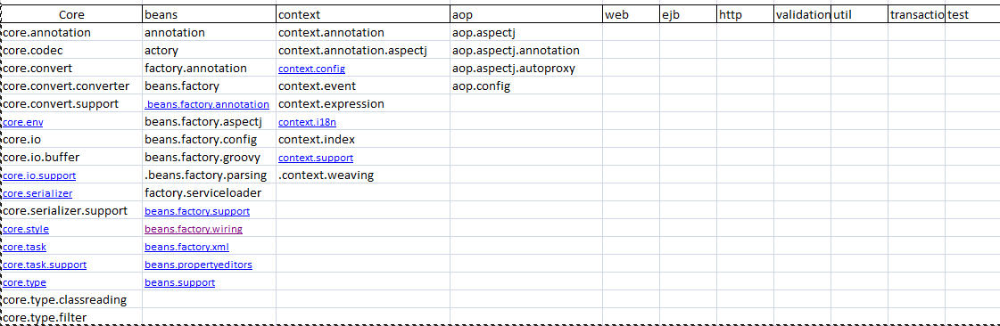 Core beans context aop web ejb http validation util transactio test
core.annotation annotation context.annotation aop.aspectj
core.codec actory context.annotation.aspectj aop.aspectj.annotation
core.convert factory.annotation context.config aop.aspectj.autoproxy
core.convert.converter beans.factory context.event aop.config
core.convert.support .beans.factory.annotation context.expression
core.env beans.factory.aspectj context.i18n
core.io beans.factory.config context.index
core.io.buffer beans.factory.groovy context.support
core.io.support .beans.factory.parsing .context.weaving
core.serializer factory.serviceloader
core.serializer.support beans.factory.support
core.style beans.factory.wiring
core.task beans.factory.xml
core.task.support beans.propertyeditors
core.type beans.support
core.type.classreading
core.type.filter